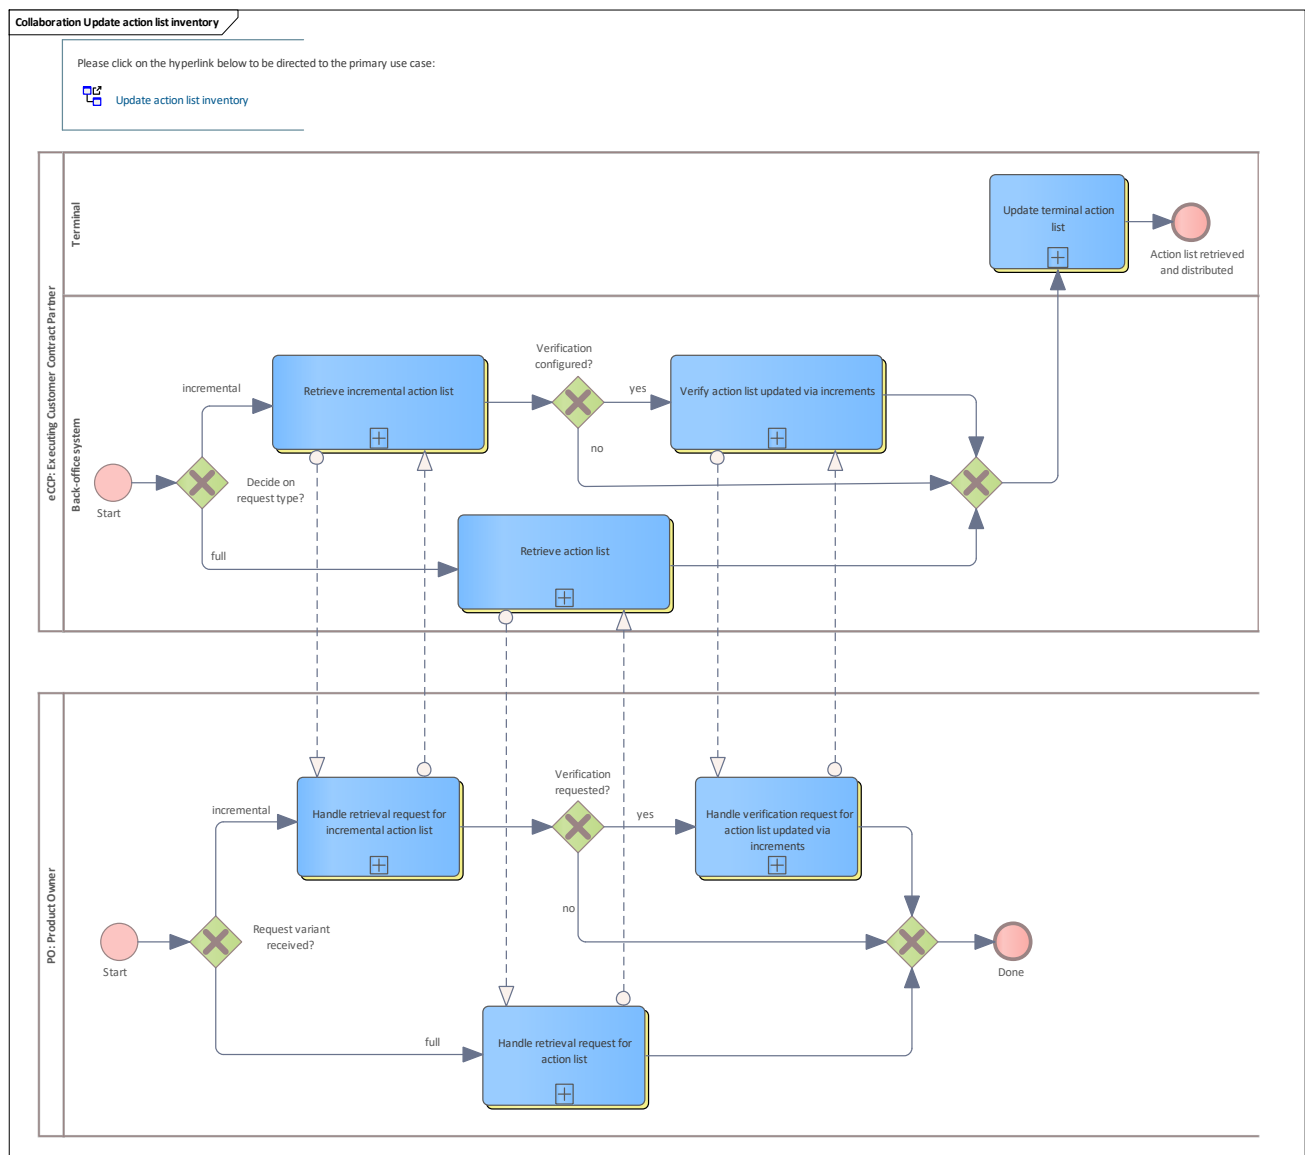 Collaboration Update action list inventory
Please click on the hyperlink below to be directed to the primary use case:
Update action list inventory
eCCP: Executing Customer Contract Partner
Terminal
Update terminal action
list
Action list retrieved
and distributed
Back-office system
Start
Decide on
request type?
incremental
full
Retrieve incremental action list
Verification
configured?
yes
no
Verify action list updated via increments
Retrieve action list
PO: Product Owner
Start
Request variant
received?
incremental
full
Handle retrieval request for
incremental action list
Verification
requested?
yes
no
Handle verification request for
action list updated via
increments
Handle retrieval request for
action list
Done